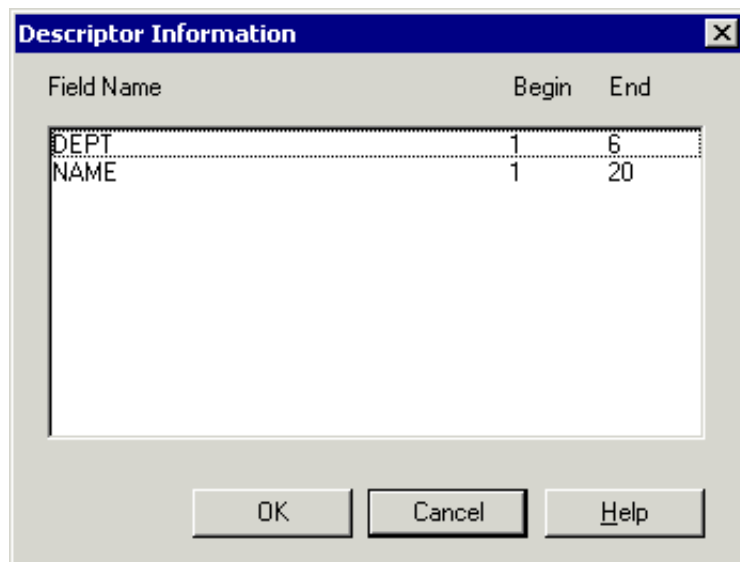 Descriptor Information
Field Name Begin End
DEPT 1 6
NAME 1 20
OK Cancel Help